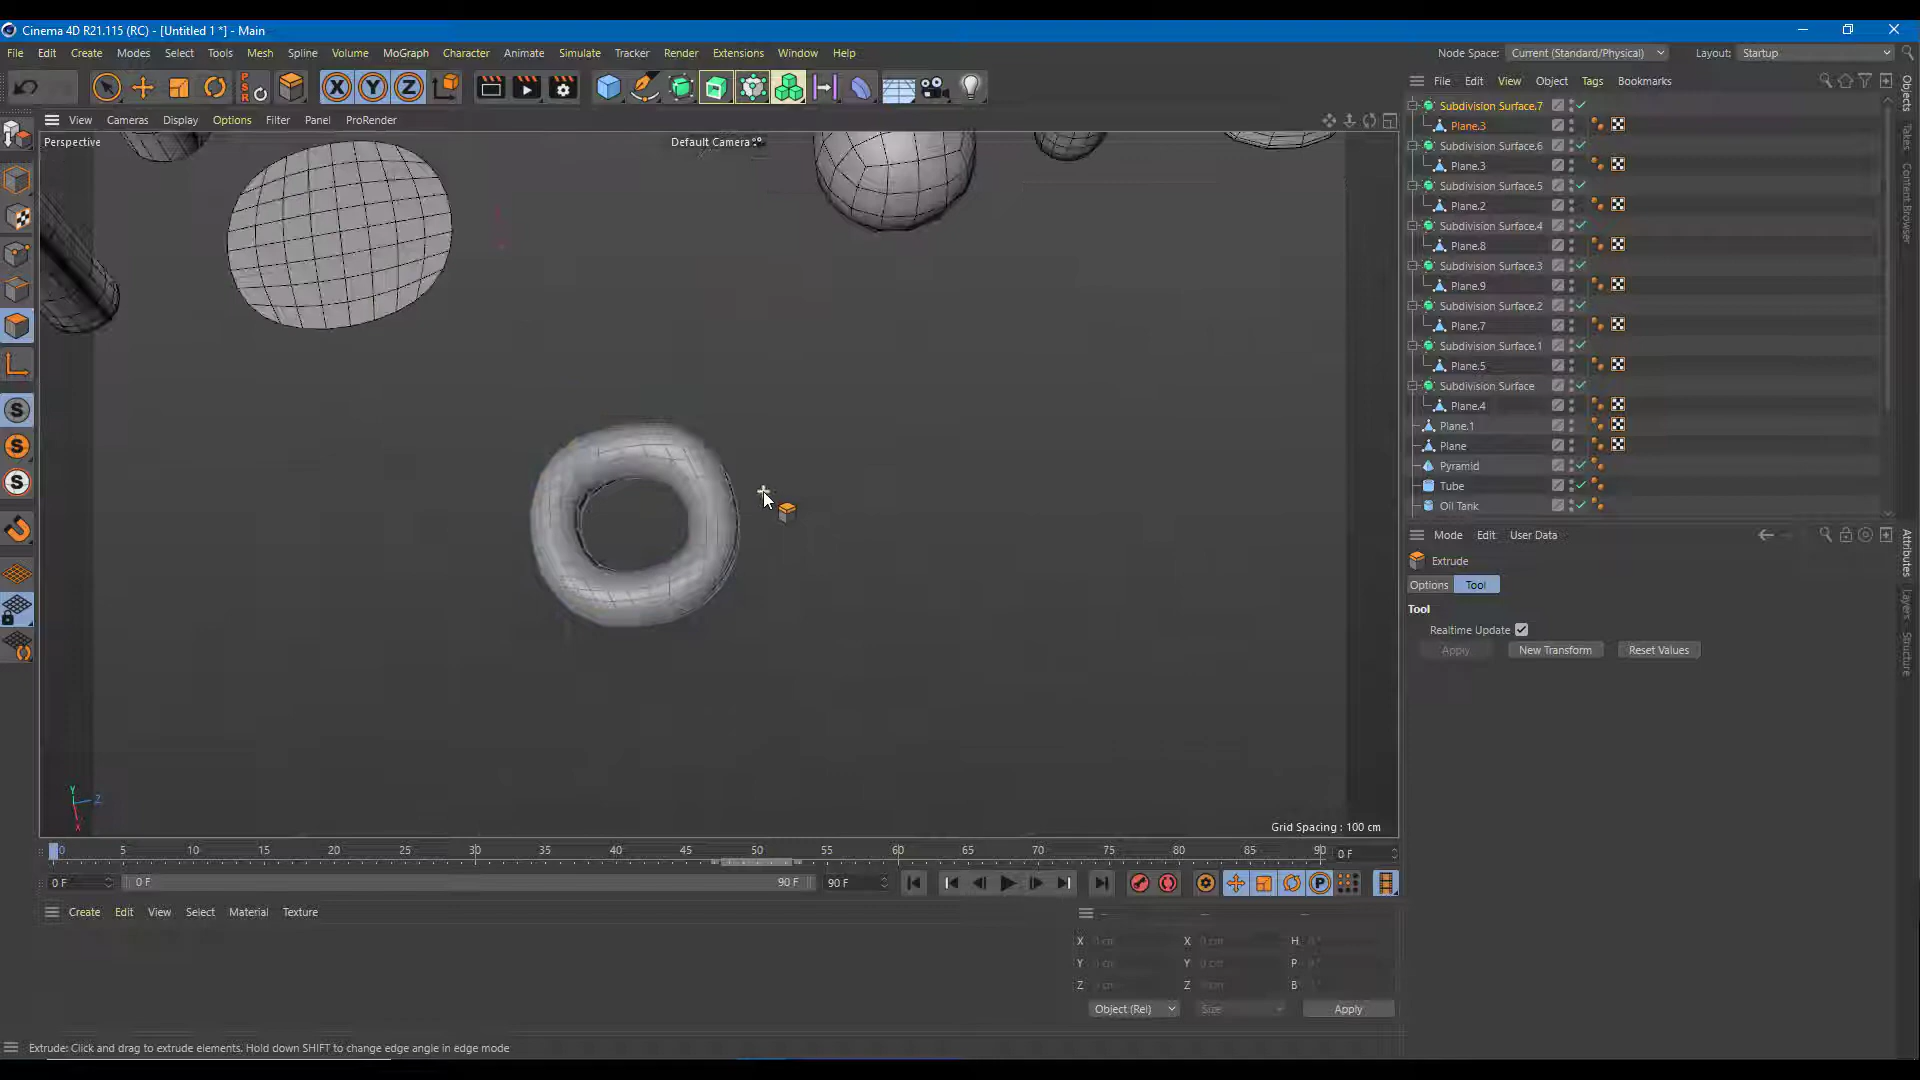 Cinema 4D R21.115 (RC) - [Untitled 1 *] - Main
File Edit Create Modes Select Tools Mesh Spline Volume MoGraph Character Animate Simulate Tracker Render Extensions Window Help
Node Space: Current (Standard/Physical) Layout: Startup
P S R X Y Z
File Edit View Object Tags Bookmarks
View Cameras Display Options Filter Panel ProRender
Perspective
Default Camera
Subdivision Surface.7
Plane.3
Subdivision Surface.6
Plane.3
Subdivision Surface.5
Plane.2
Subdivision Surface.4
Plane.8
Subdivision Surface.3
Plane.9
Subdivision Surface.2
Plane.7
Subdivision Surface.1
Plane.5
Subdivision Surface
Plane.4
Plane.1
Plane
Pyramid
Tube
Oil Tank
Objects
Takes
Content Browser
S
S
S
Mode Edit User Data
Extrude
Options Tool
Tool
Realtime Update
Apply New Transform Reset Values
Attributes
Layers
Structure
Y
Z
X
Grid Spacing : 100 cm
0 5 10 15 20 25 30 35 40 45 50 55 60 65 70 75 80 85 90 0 F
0 F 0 F 90 F 90 F P
Create Edit View Select Material Texture
X X H
Y Y P
Z Z B
Object (Rel) Size Apply
Extrude: Click and drag to extrude elements. Hold down SHIFT to change edge angle in edge mode